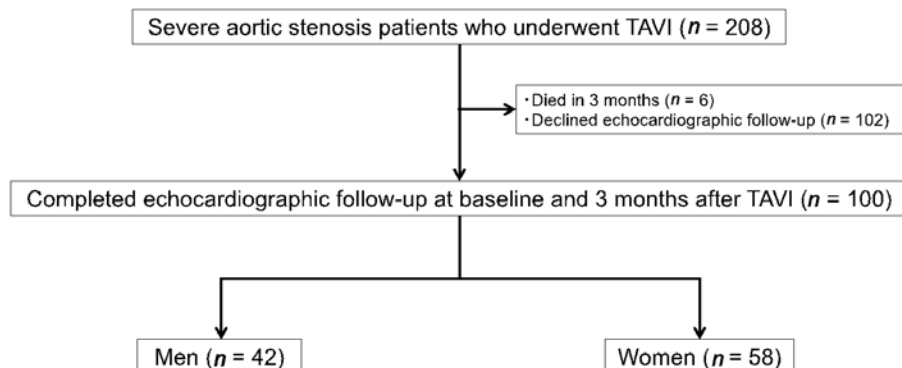 Severe aortic stenosis patients who underwent TAVI (n = 208)
・Died in 3 months (n = 6)
・Declined echocardiographic follow-up (n = 102)
Completed echocardiographic follow-up at baseline and 3 months after TAVI (n = 100)
Men (n = 42)
Women (n = 58)